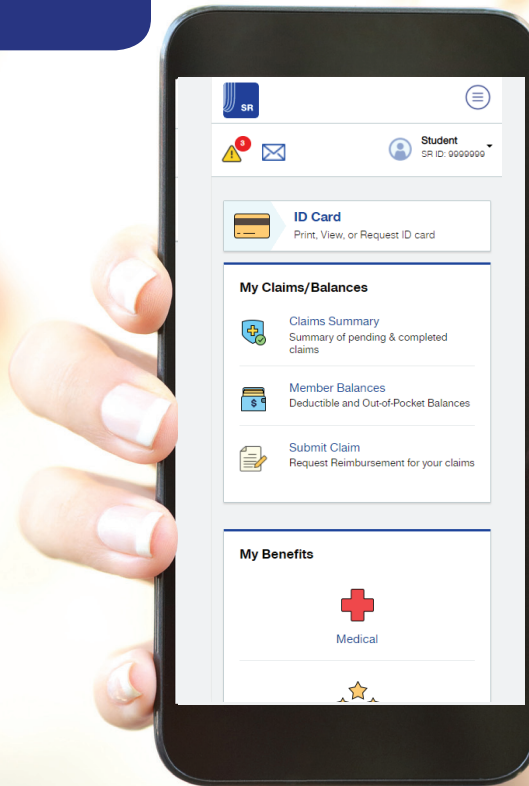 SR
3
Student
SR ID: 9999999
ID Card
Print, View, or Request ID card
My Claims/Balances
Claims Summary
Summary of pending & completed
claims
Member Balances
Deductible and Out-of-Pocket Balances
$
Submit Claim
Request Reimbursement for your claims
My Benefits
Medical